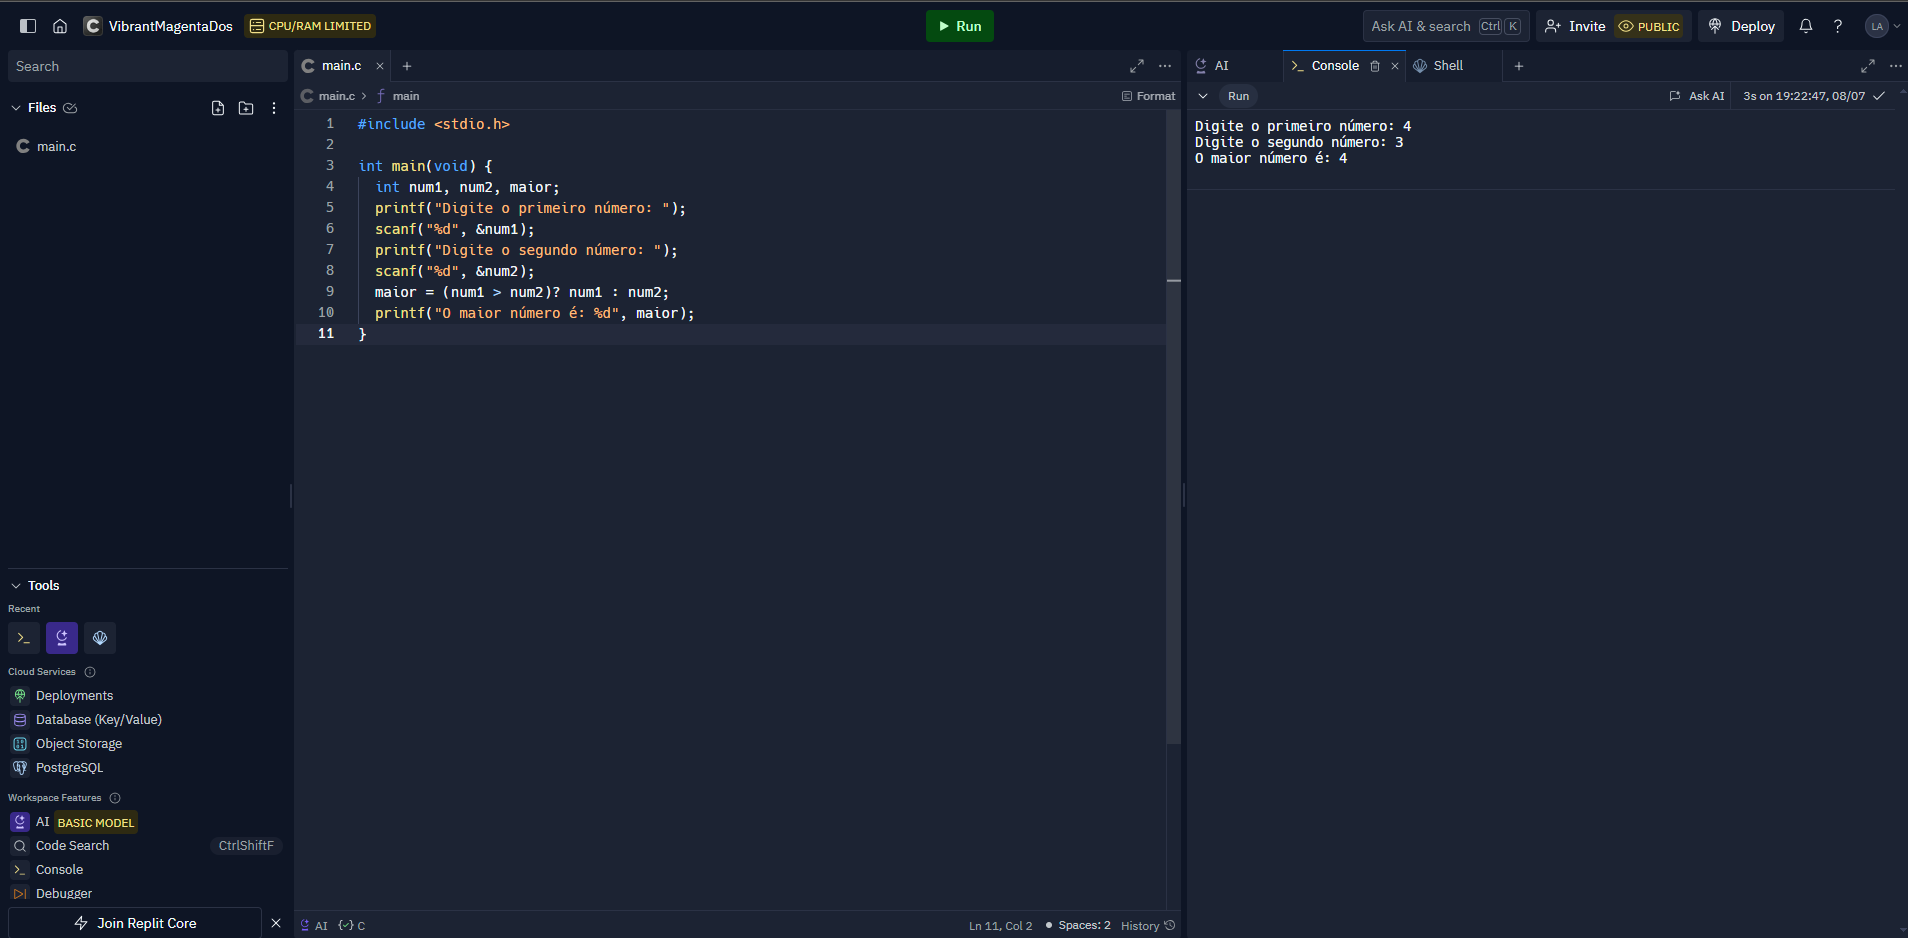 VibrantMagentaDos CPU/RAM LIMITED Run Ask AI & search Ctrl K Invite PUBLIC Deploy LA
Search
Files
main.c
Tools
Recent
Cloud Services
Deployments
Database (Key/Value)
Object Storage
PostgreSQL
Workspace Features
AI BASIC MODEL
Code Search CtrlShiftF
Console
Debugger
Join Replit Core
main.c
main.c > main Format
1 #include <stdio.h>
2
3 int main(void) {
4 int num1, num2, maior;
5 printf("Digite o primeiro número: ");
6 scanf("%d", &num1);
7 printf("Digite o segundo número: ");
8 scanf("%d", &num2);
9 maior = (num1 > num2)? num1 : num2;
10 printf("O maior número é: %d", maior);
11 }
AI C Ln 11, Col 2 Spaces: 2 History
AI Console Shell
Run Ask AI 3s on 19:22:47, 08/07
Digite o primeiro número: 4
Digite o segundo número: 3
O maior número é: 4